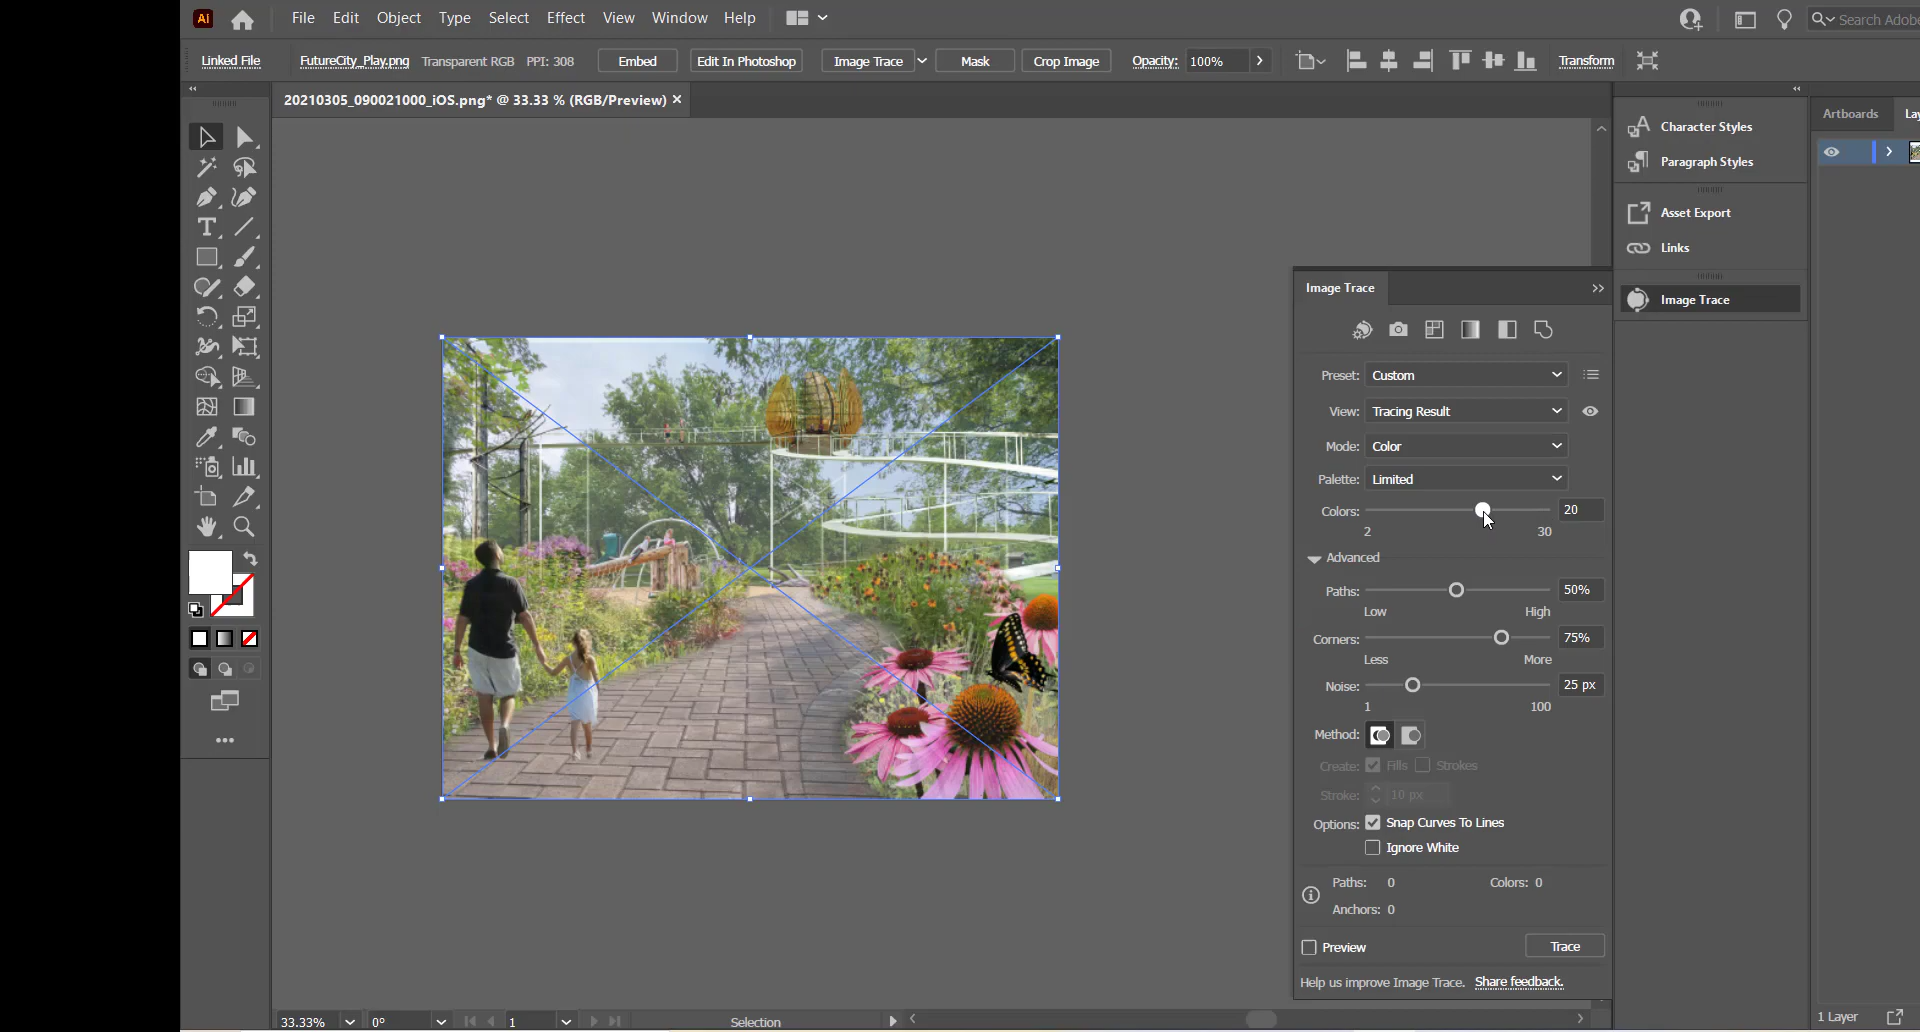 Ai File Edit Object Type Select Effect View Window Help
Linked File FutureCity_Play.png Transparent RGB PPI: 308 Embed Edit In Photoshop Image Trace Mask Crop Image Opacity: 100% Transform
20210305_090021000_iOS.png* @ 33.33 % (RGB/Preview) ×
Character Styles
Paragraph Styles
Asset Export
Links
Image Trace
Artboards
Image Trace
Preset: Custom
View: Tracing Result
Mode: Color
Palette: Limited
Colors: 20
2 30
Advanced
Paths: 50%
Low High
Corners: 75%
Less More
Noise: 25 px
1 100
Method:
Create: Fills Strokes
Stroke: 10 px
Options: Snap Curves To Lines
Ignore White
Paths: 0 Colors: 0
Anchors: 0
Preview Trace
Help us improve Image Trace. Share feedback.
33.33% 0° 1 Selection
1 Layer
Search